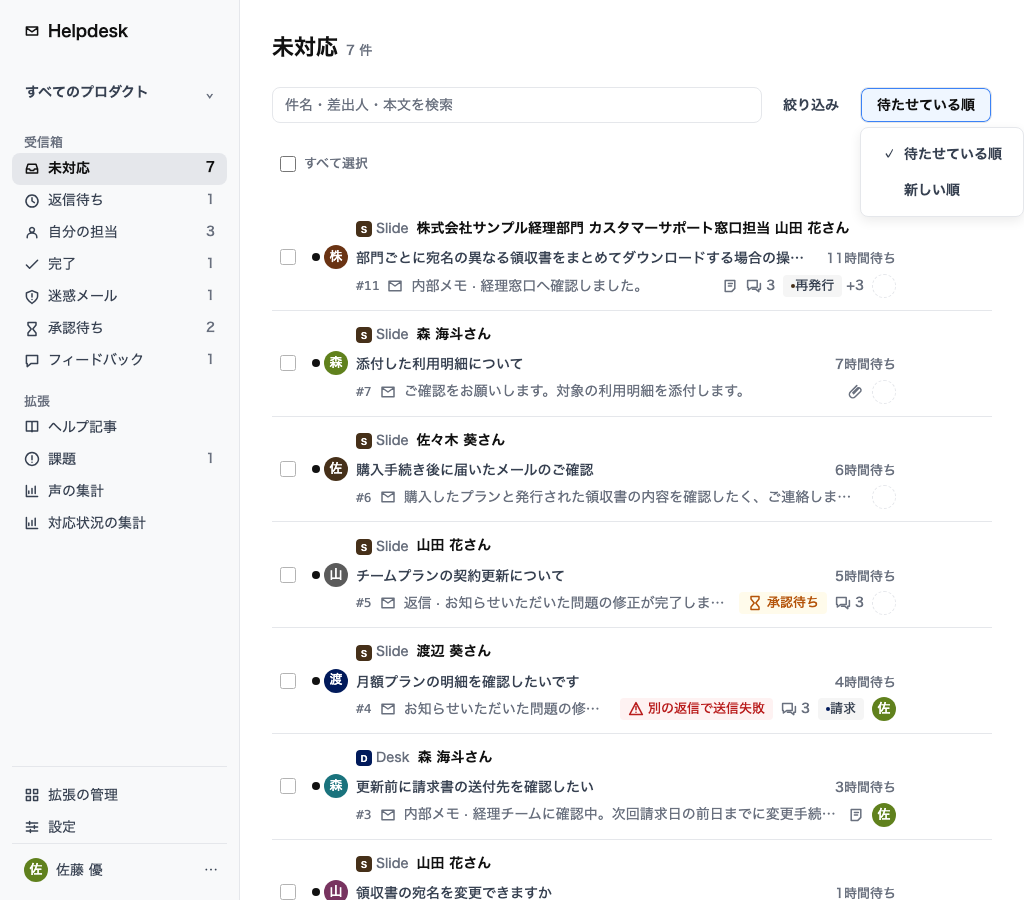 Helpdesk
すべてのプロダクト
受信箱
未対応 7
返信待ち 1
自分の担当 3
完了 1
迷惑メール 1
承認待ち 2
フィードバック 1
拡張
ヘルプ記事
課題 1
声の集計
対応状況の集計
拡張の管理
設定
佐 佐藤 優 …
未対応 7 件
件名・差出人・本文を検索 絞り込み 待たせている順
✓ 待たせている順
新しい順
すべて選択
S Slide 株式会社サンプル経理部門 カスタマーサポート窓口担当 山田 花さん
株 部門ごとに宛名の異なる領収書をまとめてダウンロードする場合の操… 11時間待ち
#11 内部メモ · 経理窓口へ確認しました。 3 •再発行 +3
S Slide 森 海斗さん
森 添付した利用明細について 7時間待ち
#7 ご確認をお願いします。対象の利用明細を添付します。
S Slide 佐々木 葵さん
佐 購入手続き後に届いたメールのご確認 6時間待ち
#6 購入したプランと発行された領収書の内容を確認したく、ご連絡しま…
S Slide 山田 花さん
山 チームプランの契約更新について 5時間待ち
#5 返信 · お知らせいただいた問題の修正が完了しま… 承認待ち 3
S Slide 渡辺 葵さん
渡 月額プランの明細を確認したいです 4時間待ち
#4 お知らせいただいた問題の修… 別の返信で送信失敗 3 •請求 佐
D Desk 森 海斗さん
森 更新前に請求書の送付先を確認したい 3時間待ち
#3 内部メモ · 経理チームに確認中。次回請求日の前日までに変更手続… 佐
S Slide 山田 花さん
山 領収書の宛名を変更できますか 1時間待ち